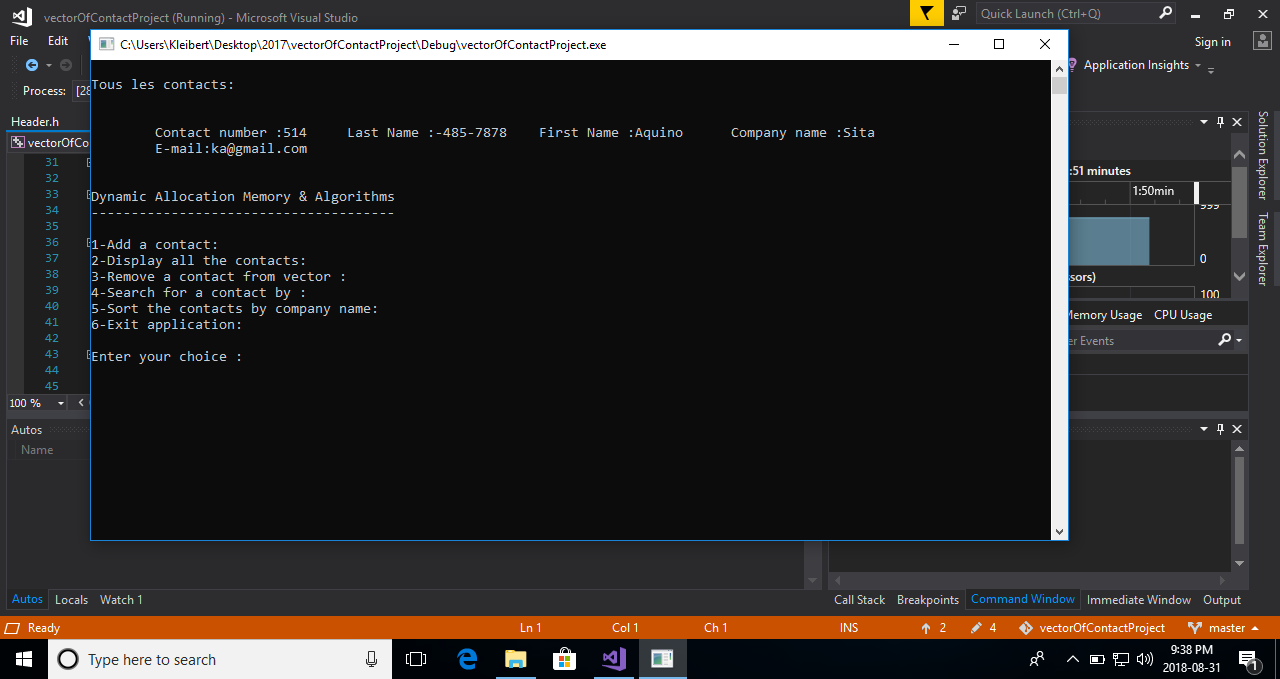 vectorOfContactProject (Running) - Microsoft Visual Studio
Quick Launch (Ctrl+Q)
File Edit
Sign in
C:\Users\Kleibert\Desktop\2017\vectorOfContactProject\Debug\vectorOfContactProject.exe
Application Insights
Process: [28
Header.h
vectorOfCo
Tous les contacts:
Contact number :514 Last Name :-485-7878 First Name :Aquino Company name :Sita
E-mail:ka@gmail.com
Dynamic Allocation Memory & Algorithms
--------------------------------------
1-Add a contact:
2-Display all the contacts:
3-Remove a contact from vector :
4-Search for a contact by :
5-Sort the contacts by company name:
6-Exit application:
Enter your choice :
31
32
33
34
35
36
37
38
39
40
41
42
43
44
45
100 %
:51 minutes
1:50min
999
0
ssors)
100
Memory Usage CPU Usage
er Events
Solution Explorer
Team Explorer
Autos
Name
Autos Locals Watch 1
Call Stack Breakpoints Command Window Immediate Window Output
Ready Ln 1 Col 1 Ch 1 INS 2 4 vectorOfContactProject master
Type here to search
9:38 PM
2018-08-31
1